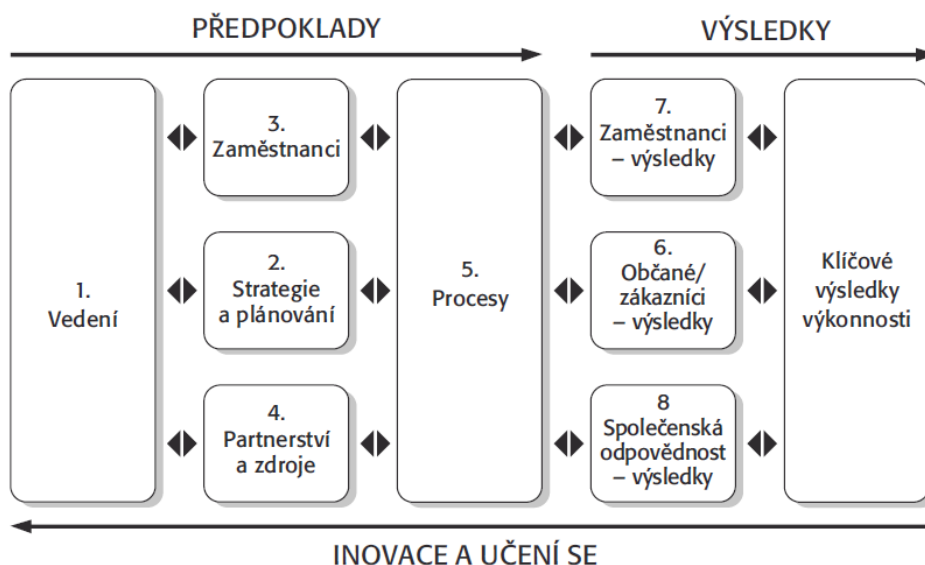 PŘEDPOKLADY
VÝSLEDKY
1.
Vedení
3.
Zaměstnanci
2.
Strategie
a plánování
4.
Partnerství
a zdroje
5.
Procesy
7.
Zaměstnanci
– výsledky
6.
Občané/
zákazníci
– výsledky
8
Společenská
odpovědnost
– výsledky
Klíčové
výsledky
výkonnosti
INOVACE A UČENÍ SE